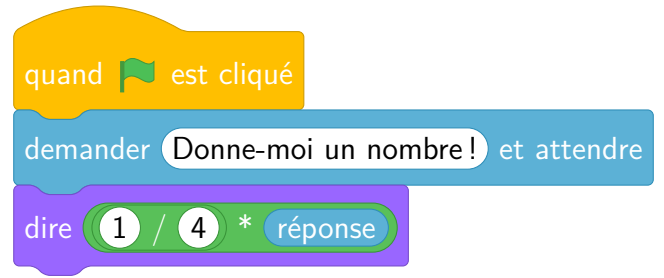 quand est cliqué
demander Donne-moi un nombre ! et attendre
dire 1 / 4 * réponse